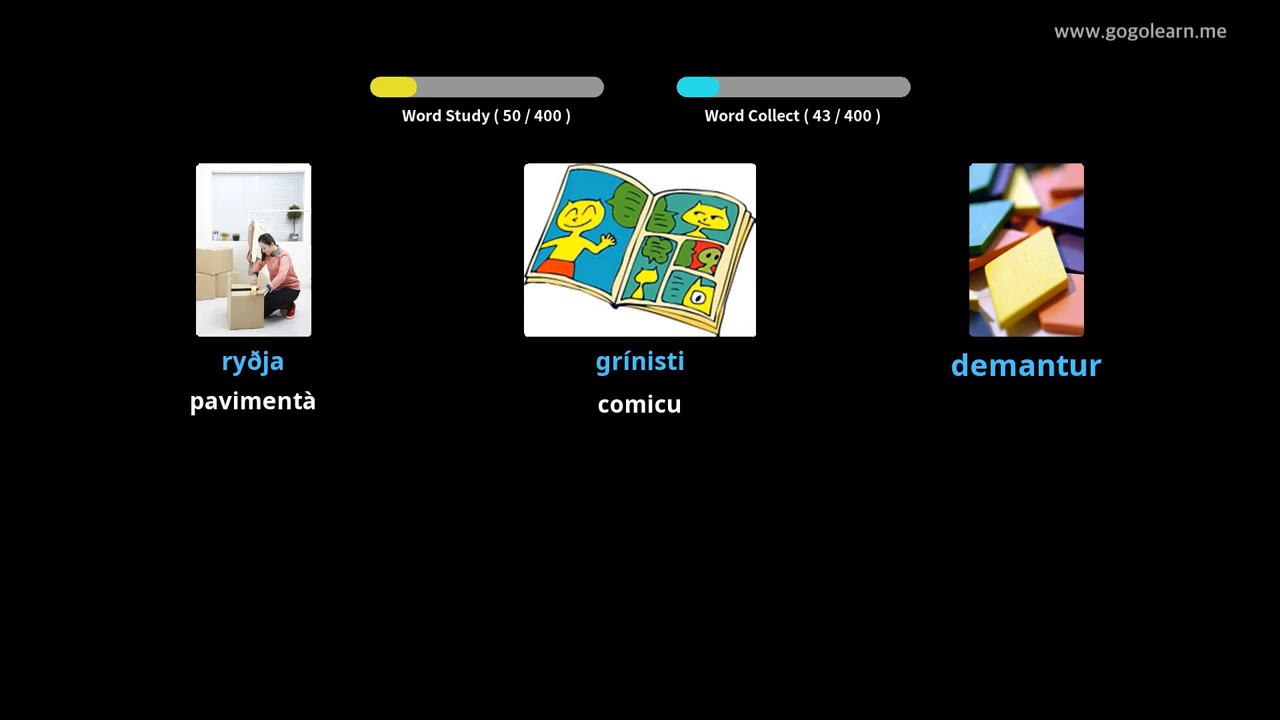 www.gogolearn.me
Word Study ( 50 / 400 )
Word Collect ( 43 / 400 )
ryðja
grínisti
demantur
pavimentà
comicu